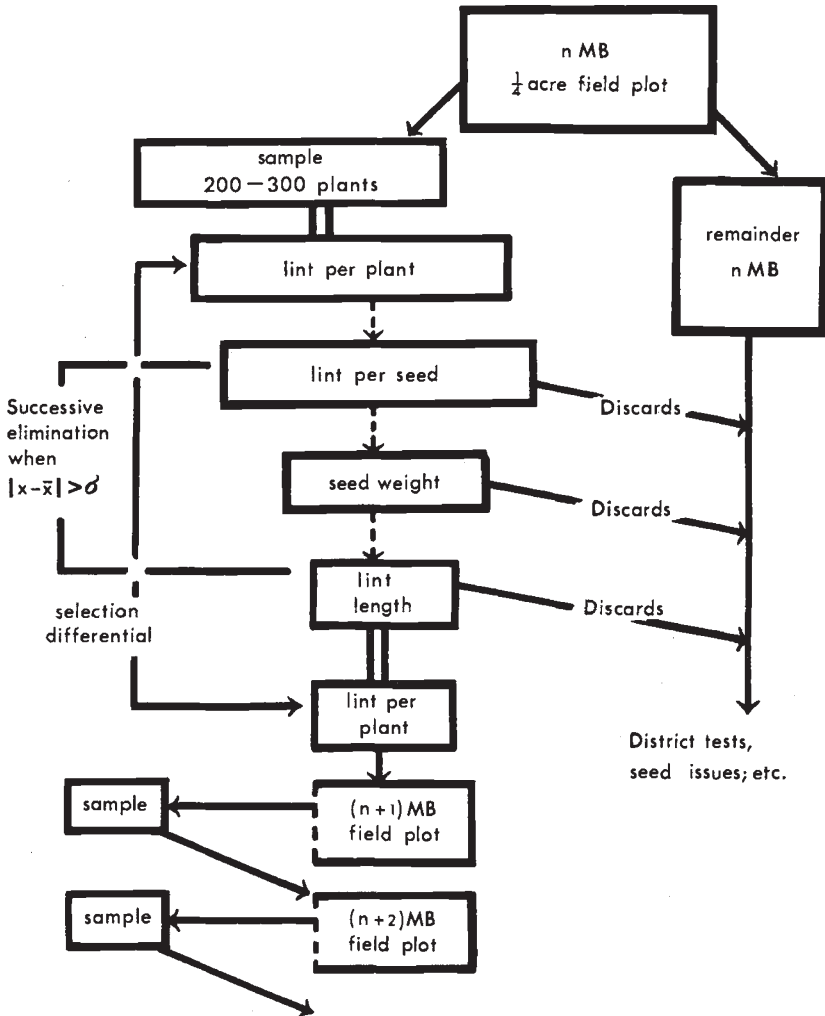 n MB
¼ acre field plot
sample
200 — 300 plants
remainder
n MB
lint per plant
lint per seed
Discards
Successive
elimination
when
|x-x̄| >σ
seed weight
Discards
lint
length
Discards
selection
differential
lint per
plant
District tests,
seed issues; etc.
sample
(n+1)MB
field plot
sample
(n+2)MB
field plot